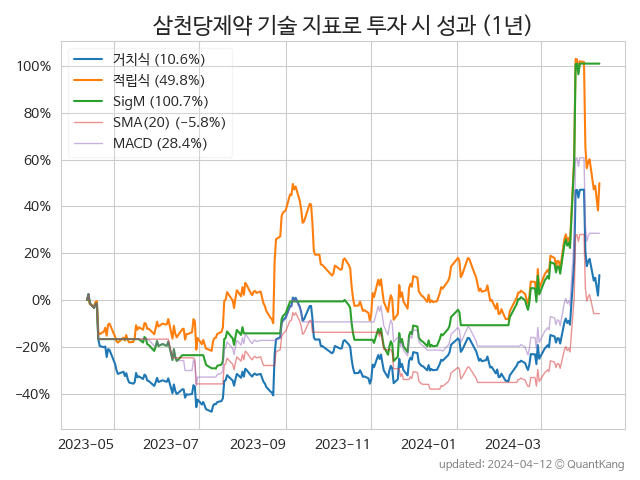 삼천당제약 기술 지표로 투자 시 성과 (1년)
거치식 (10.6%)
적립식 (49.8%)
SigM (100.7%)
SMA(20) (−5.8%)
MACD (28.4%)
100%
80%
60%
40%
20%
0%
−20%
−40%
2023-05 2023-07 2023-09 2023-11 2024-01 2024-03
updated: 2024-04-12 © QuantKang